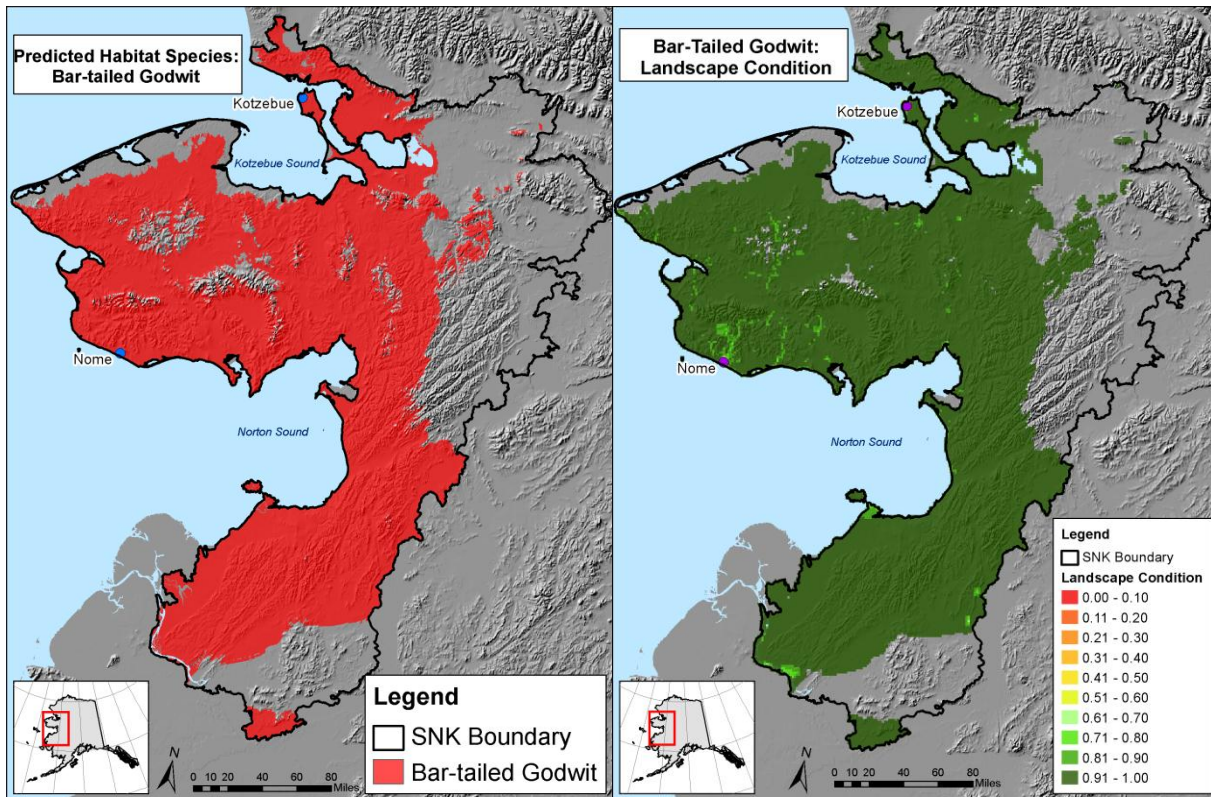 Predicted Habitat Species:
Bar-tailed Godwit
Kotzebue
Kotzebue Sound
Nome
Norton Sound
Legend
SNK Boundary
Bar-tailed Godwit
N
0 10 20 40 60 80
Miles
Bar-Tailed Godwit:
Landscape Condition
Kotzebue
Kotzebue Sound
Nome
Norton Sound
Legend
SNK Boundary
Landscape Condition
0.00 - 0.10
0.11 - 0.20
0.21 - 0.30
0.31 - 0.40
0.41 - 0.50
0.51 - 0.60
0.61 - 0.70
0.71 - 0.80
0.81 - 0.90
0.91 - 1.00
N
0 10 20 40 60 80
Miles